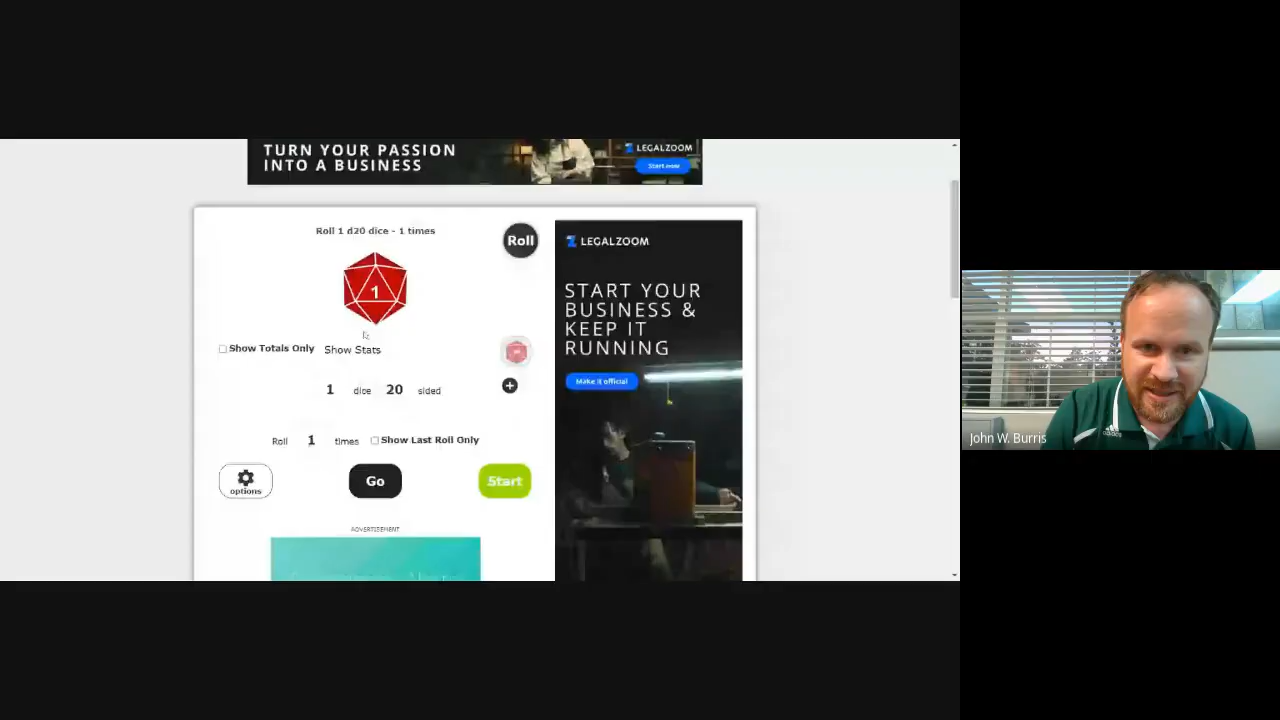 TURN YOUR PASSION
INTO A BUSINESS
LEGALZOOM
Start now
Roll 1 d20 dice - 1 times
Roll
1
Show Totals Only Show Stats
1 dice 20 sided
Roll 1 times Show Last Roll Only
options
Go
Start
ADVERTISEMENT
LEGALZOOM
START YOUR
BUSINESS &
KEEP IT
RUNNING
Make it official
adidas
John W. Burris